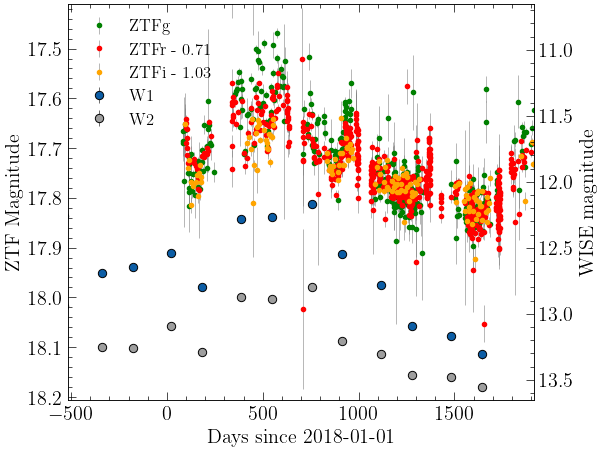 ZTFg
ZTFr - 0.71
ZTFi - 1.03
W1
W2
17.5
17.6
17.7
17.8
17.9
18.0
18.1
18.2
ZTF Magnitude
11.0
11.5
12.0
12.5
13.0
13.5
WISE magnitude
−500 0 500 1000 1500
Days since 2018-01-01